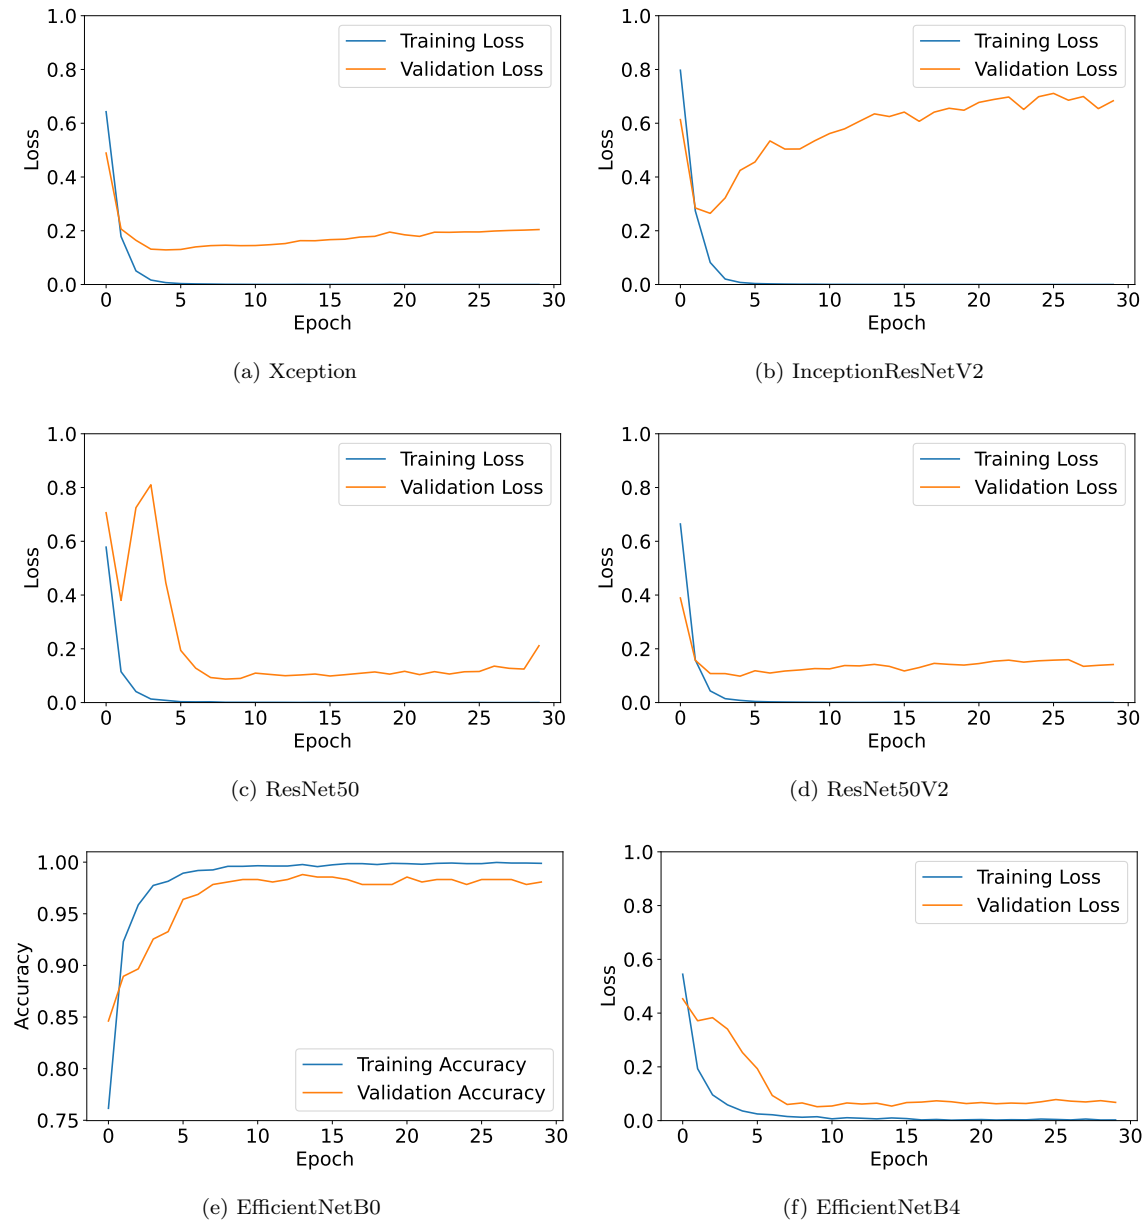 1.0
0.8
0.6
0.4
0.2
0.0
Loss
Training Loss
Validation Loss
0 5 10 15 20 25 30
Epoch
(a) Xception
1.0
0.8
0.6
0.4
0.2
0.0
Loss
Training Loss
Validation Loss
0 5 10 15 20 25 30
Epoch
(b) InceptionResNetV2
1.0
0.8
0.6
0.4
0.2
0.0
Loss
Training Loss
Validation Loss
0 5 10 15 20 25 30
Epoch
(c) ResNet50
1.0
0.8
0.6
0.4
0.2
0.0
Loss
Training Loss
Validation Loss
0 5 10 15 20 25 30
Epoch
(d) ResNet50V2
1.00
0.95
0.90
0.85
0.80
0.75
Accuracy
Training Accuracy
Validation Accuracy
0 5 10 15 20 25 30
Epoch
(e) EfficientNetB0
1.0
0.8
0.6
0.4
0.2
0.0
Loss
Training Loss
Validation Loss
0 5 10 15 20 25 30
Epoch
(f) EfficientNetB4